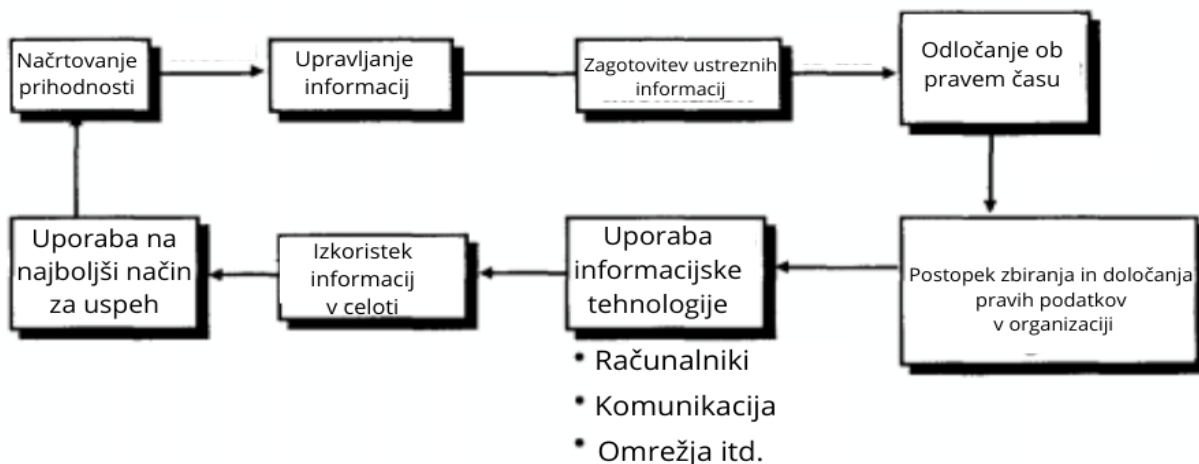 Načrtovanje
prihodnosti
Upravljanje
informacij
Zagotovitev ustreznih
informacij
Odločanje ob
pravem času
Uporaba na
najboljši način
za uspeh
Izkoristek
informacij
v celoti
Uporaba
informacijske
tehnologije
Postopek zbiranja in določanja
pravih podatkov
v organizaciji
• Računalniki
• Komunikacija
• Omrežja itd.